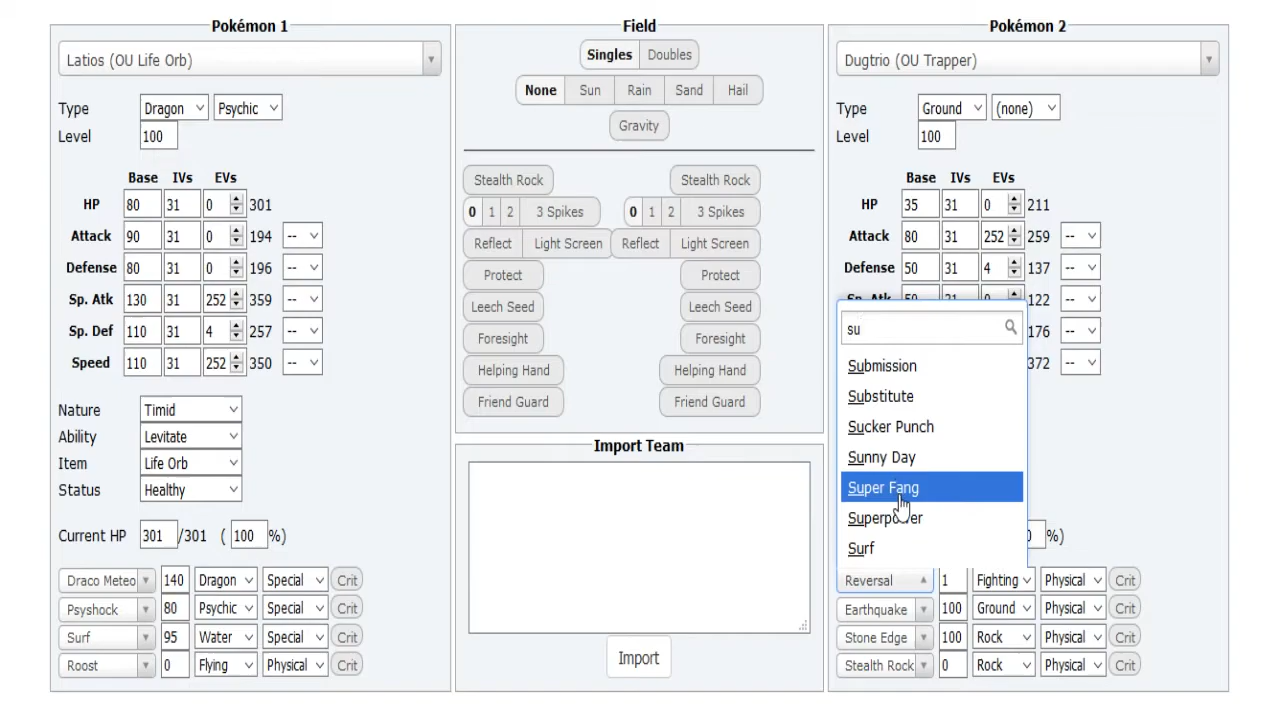 Pokémon 1
Latios (OU Life Orb)
Type Dragon Psychic
Level 100
Base IVs EVs
HP 80 31 0 301
Attack 90 31 0 194 --
Defense 80 31 0 196 --
Sp. Atk 130 31 252 359 --
Sp. Def 110 31 4 257 --
Speed 110 31 252 350 --
Nature Timid
Ability Levitate
Item Life Orb
Status Healthy
Current HP 301 /301 ( 100 %)
Draco Meteo 140 Dragon Special Crit
Psyshock 80 Psychic Special Crit
Surf 95 Water Special Crit
Roost 0 Flying Physical Crit
Field
Singles Doubles
None Sun Rain Sand Hail
Gravity
Stealth Rock Stealth Rock
0 1 2 3 Spikes 0 1 2 3 Spikes
Reflect Light Screen Reflect Light Screen
Protect Protect
Leech Seed Leech Seed
Foresight Foresight
Helping Hand Helping Hand
Friend Guard Friend Guard
Import Team
Import
Pokémon 2
Dugtrio (OU Trapper)
Type Ground (none)
Level 100
Base IVs EVs
HP 35 31 0 211
Attack 80 31 252 259 --
Defense 50 31 4 137 --
Sp. Atk 50 31 0 122 --
su 176 --
372 --
Submission
Substitute
Sucker Punch
Sunny Day
Super Fang
Superpower
Surf
%)
Reversal 1 Fighting Physical Crit
Earthquake 100 Ground Physical Crit
Stone Edge 100 Rock Physical Crit
Stealth Rock 0 Rock Physical Crit